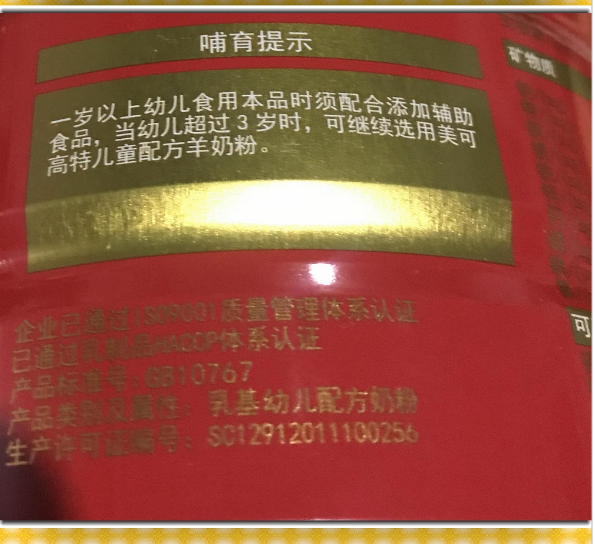 哺育提示
一岁以上幼儿食用本品时须配合添加辅助
食品，当幼儿超过 3 岁时，可继续选用美可
高特儿童配方羊奶粉。
矿物质
企业已通过ISO9001质量管理体系认证
已通过乳制品HACCP体系认证
产品标准号：GB10767
产品类别及属性：乳基幼儿配方奶粉
生产许可证编号：SC12912011100256
可